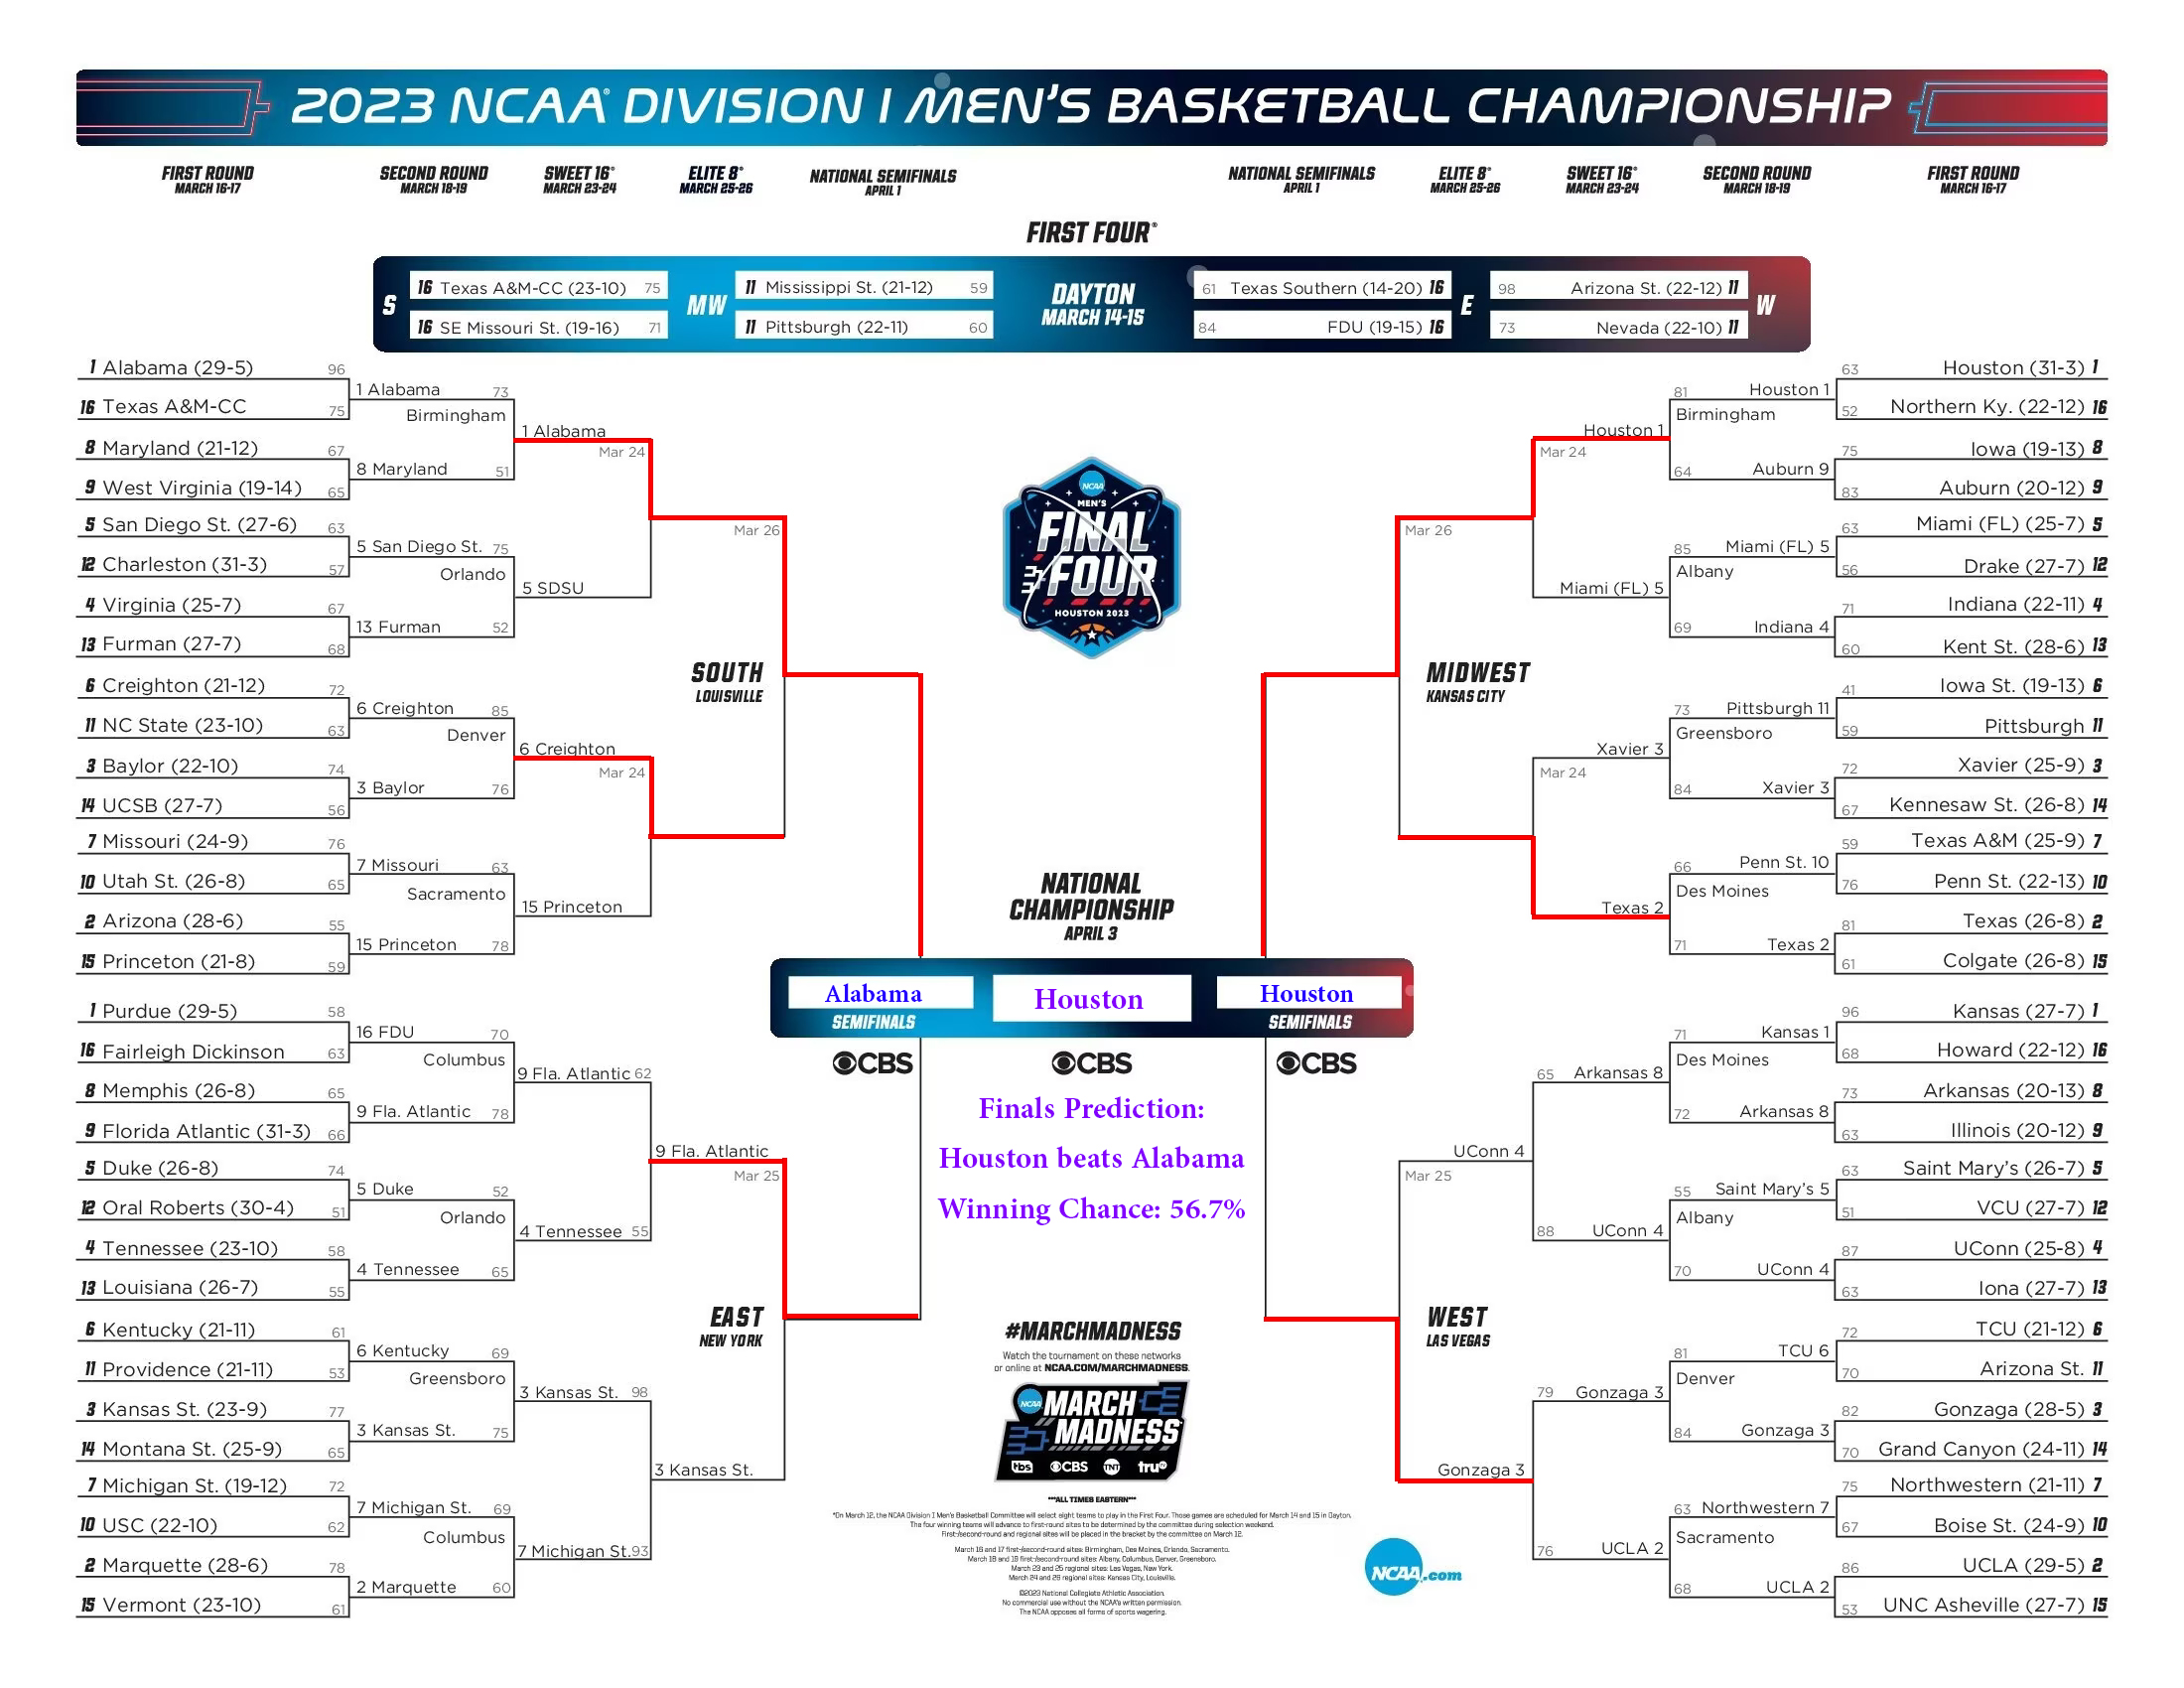 2023 NCAA® DIVISION I MEN'S BASKETBALL CHAMPIONSHIP
FIRST ROUND
MARCH 16-17
SECOND ROUND
MARCH 18-19
SWEET 16®
MARCH 23-24
ELITE 8®
MARCH 25-26
NATIONAL SEMIFINALS
APRIL 1
NATIONAL SEMIFINALS
APRIL 1
ELITE 8®
MARCH 25-26
SWEET 16®
MARCH 23-24
SECOND ROUND
MARCH 18-19
FIRST ROUND
MARCH 16-17
FIRST FOUR®
S
16 Texas A&M-CC (23-10) 75
16 SE Missouri St. (19-16) 71
MW
11 Mississippi St. (21-12) 59
11 Pittsburgh (22-11) 60
DAYTON
MARCH 14-15
61 Texas Southern (14-20) 16
84 FDU (19-15) 16
E
98 Arizona St. (22-12) 11
73 Nevada (22-10) 11
W
1 Alabama (29-5) 96
16 Texas A&M-CC 75
8 Maryland (21-12) 67
9 West Virginia (19-14) 65
5 San Diego St. (27-6) 63
12 Charleston (31-3) 57
4 Virginia (25-7) 67
13 Furman (27-7) 68
6 Creighton (21-12) 72
11 NC State (23-10) 63
3 Baylor (22-10) 74
14 UCSB (27-7) 56
7 Missouri (24-9) 76
10 Utah St. (26-8) 65
2 Arizona (28-6) 55
15 Princeton (21-8) 59
1 Alabama 73
Birmingham
8 Maryland 51
5 San Diego St. 75
Orlando
13 Furman 52
6 Creighton 85
Denver
3 Baylor 76
7 Missouri 63
Sacramento
15 Princeton 78
1 Alabama
Mar 24
5 SDSU
6 Creighton
Mar 24
15 Princeton
Mar 26
SOUTH
LOUISVILLE
1 Purdue (29-5) 58
16 Fairleigh Dickinson 63
8 Memphis (26-8) 65
9 Florida Atlantic (31-3) 66
5 Duke (26-8) 74
12 Oral Roberts (30-4) 51
4 Tennessee (23-10) 58
13 Louisiana (26-7) 55
6 Kentucky (21-11) 61
11 Providence (21-11) 53
3 Kansas St. (23-9) 77
14 Montana St. (25-9) 65
7 Michigan St. (19-12) 72
10 USC (22-10) 62
2 Marquette (28-6) 78
15 Vermont (23-10) 61
16 FDU 70
Columbus
9 Fla. Atlantic 78
5 Duke 52
Orlando
4 Tennessee 65
6 Kentucky 69
Greensboro
3 Kansas St. 75
7 Michigan St. 69
Columbus
2 Marquette 60
9 Fla. Atlantic 62
4 Tennessee 55
3 Kansas St. 98
7 Michigan St. 93
9 Fla. Atlantic
Mar 25
3 Kansas St.
EAST
NEW YORK
NCAA
MEN'S
FINAL
FOUR
HOUSTON 2023
NATIONAL
CHAMPIONSHIP
APRIL 3
Alabama
SEMIFINALS
Houston
Houston
SEMIFINALS
CBS
CBS
CBS
Finals Prediction:
Houston beats Alabama
Winning Chance: 56.7%
#MARCHMADNESS
Watch the tournament on these networks
or online at NCAA.COM/MARCHMADNESS.
NCAA
MARCH
MADNESS
tbs CBS TNT truTV
***ALL TIMES EASTERN***
*On March 12, the NCAA Division I Men's Basketball Committee will select eight teams to play in the First Four. Those games are scheduled for March 14 and 15 in Dayton.
The four winning teams will advance to first-round sites to be determined by the committee during selection weekend.
First-/second-round and regional sites will be placed in the bracket by the committee on March 12.
March 16 and 17 first-/second-round sites: Birmingham, Des Moines, Orlando, Sacramento.
March 18 and 19 first-/second-round sites: Albany, Columbus, Denver, Greensboro.
March 23 and 25 regional sites: Las Vegas, New York.
March 24 and 26 regional sites: Kansas City, Louisville.
©2023 National Collegiate Athletic Association.
No commercial use without the NCAA's written permission.
The NCAA opposes all forms of sports wagering.
NCAA.com
Mar 26
MIDWEST
KANSAS CITY
Houston 1
Mar 24
Miami (FL) 5
Xavier 3
Mar 24
Texas 2
81 Houston 1
Birmingham
64 Auburn 9
85 Miami (FL) 5
Albany
69 Indiana 4
73 Pittsburgh 11
Greensboro
84 Xavier 3
66 Penn St. 10
Des Moines
71 Texas 2
63 Houston (31-3) 1
52 Northern Ky. (22-12) 16
75 Iowa (19-13) 8
83 Auburn (20-12) 9
63 Miami (FL) (25-7) 5
56 Drake (27-7) 12
71 Indiana (22-11) 4
60 Kent St. (28-6) 13
41 Iowa St. (19-13) 6
59 Pittsburgh 11
72 Xavier (25-9) 3
67 Kennesaw St. (26-8) 14
59 Texas A&M (25-9) 7
76 Penn St. (22-13) 10
81 Texas (26-8) 2
61 Colgate (26-8) 15
UConn 4
Mar 25
Gonzaga 3
WEST
LAS VEGAS
65 Arkansas 8
88 UConn 4
79 Gonzaga 3
76 UCLA 2
71 Kansas 1
Des Moines
72 Arkansas 8
55 Saint Mary's 5
Albany
70 UConn 4
81 TCU 6
Denver
84 Gonzaga 3
63 Northwestern 7
Sacramento
68 UCLA 2
96 Kansas (27-7) 1
68 Howard (22-12) 16
73 Arkansas (20-13) 8
63 Illinois (20-12) 9
63 Saint Mary's (26-7) 5
51 VCU (27-7) 12
87 UConn (25-8) 4
63 Iona (27-7) 13
72 TCU (21-12) 6
70 Arizona St. 11
82 Gonzaga (28-5) 3
70 Grand Canyon (24-11) 14
75 Northwestern (21-11) 7
67 Boise St. (24-9) 10
86 UCLA (29-5) 2
53 UNC Asheville (27-7) 15